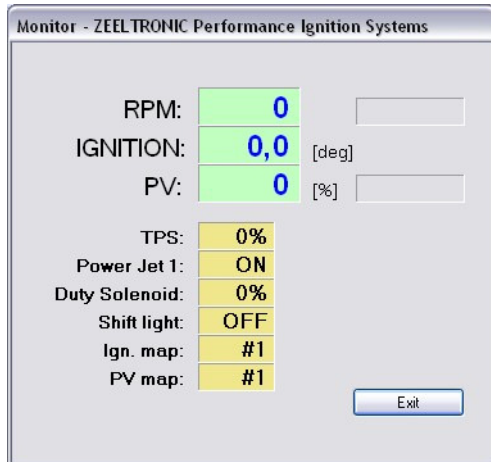 Monitor - ZEELTRONIC Performance Ignition Systems
RPM: 0
IGNITION: 0,0 [deg]
PV: 0 [%]
TPS: 0%
Power Jet 1: ON
Duty Solenoid: 0%
Shift light: OFF
Ign. map: #1
PV map: #1
Exit